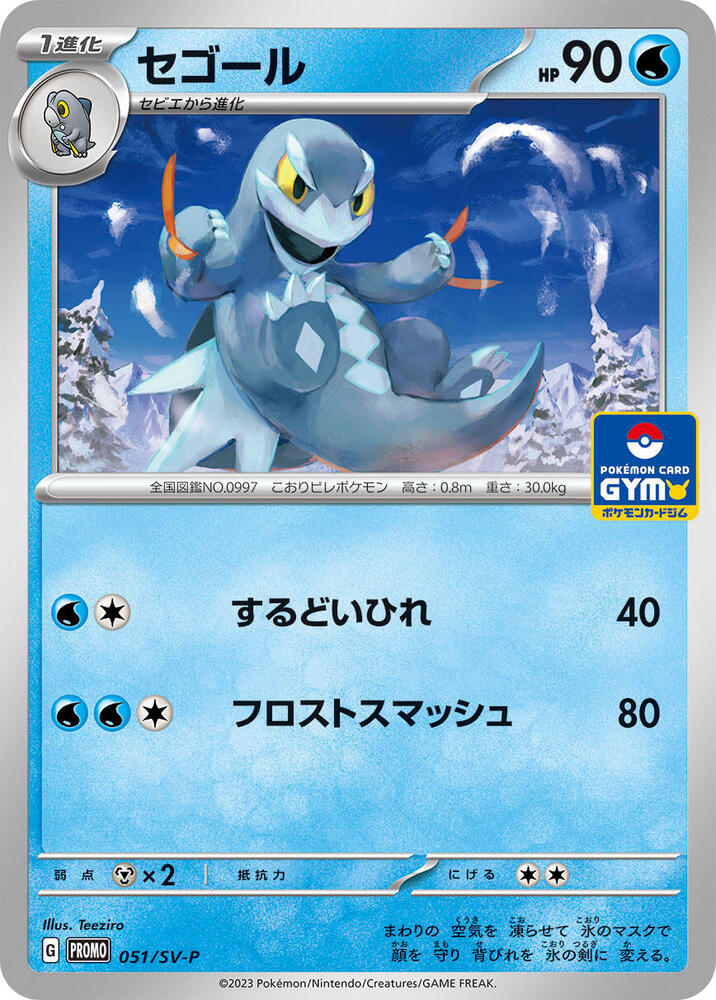 1進化
セゴール
HP 90
セビエから進化
全国図鑑NO.0997 こおりビレポケモン 高さ：0.8m 重さ：30.0kg
POKÉMON CARD
GYM
ポケモンカードジム
するどいひれ 40
フロストスマッシュ 80
弱点 ×2 抵抗力 にげる
Illus. Teeziro
G PROMO 051/SV-P
まわりの 空気を 凍らせて 氷のマスクで
顔を 守り 背びれを 氷の剣に 変える。
©2023 Pokémon/Nintendo/Creatures/GAME FREAK.